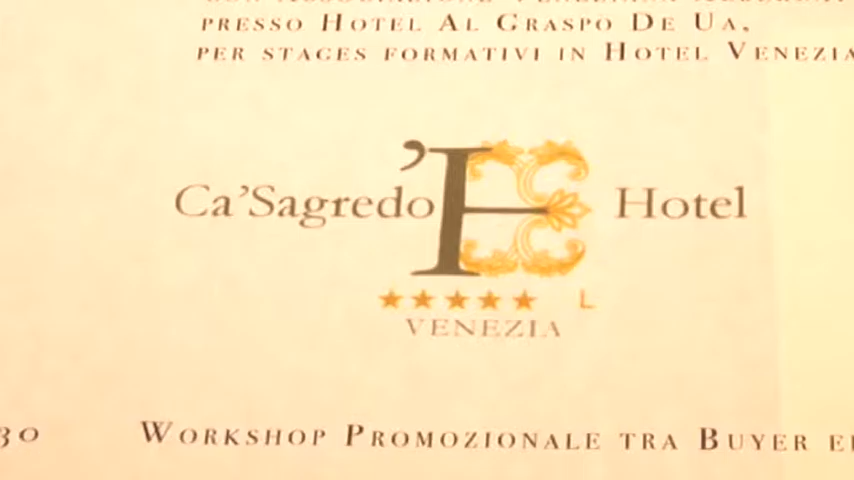 PRESSO HOTEL AL GRASPO DE UA,
PER STAGES FORMATIVI IN HOTEL VENEZIA
Ca'Sagredo Hotel
L
VENEZIA
30 WORKSHOP PROMOZIONALE TRA BUYER